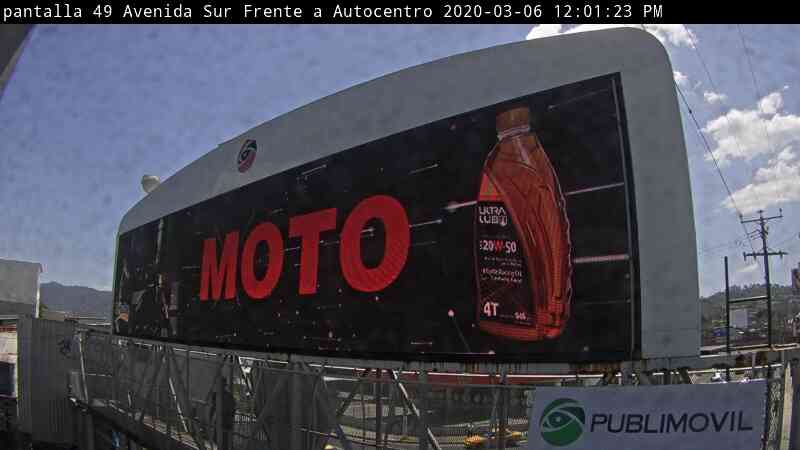 pantalla 49 Avenida Sur Frente a Autocentro 2020-03-06 12:01:23 PM
MOTO
ULTRA
LUB
20W-50
4T
PUBLIMOVIL